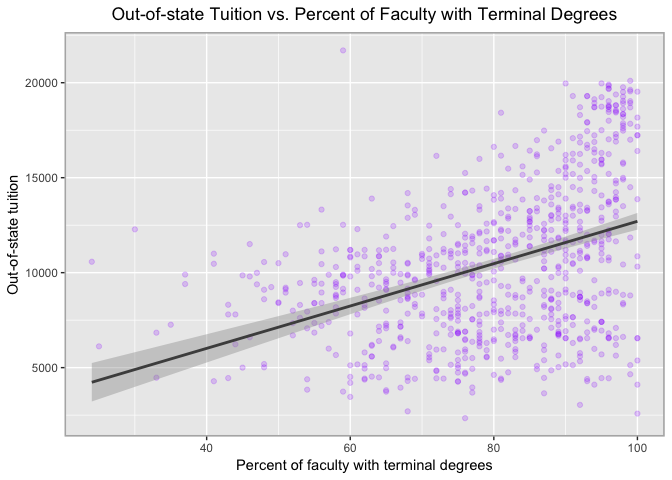 Out-of-state Tuition vs. Percent of Faculty with Terminal Degrees
Out-of-state tuition
20000
15000
10000
5000
40
60
80
100
Percent of faculty with terminal degrees